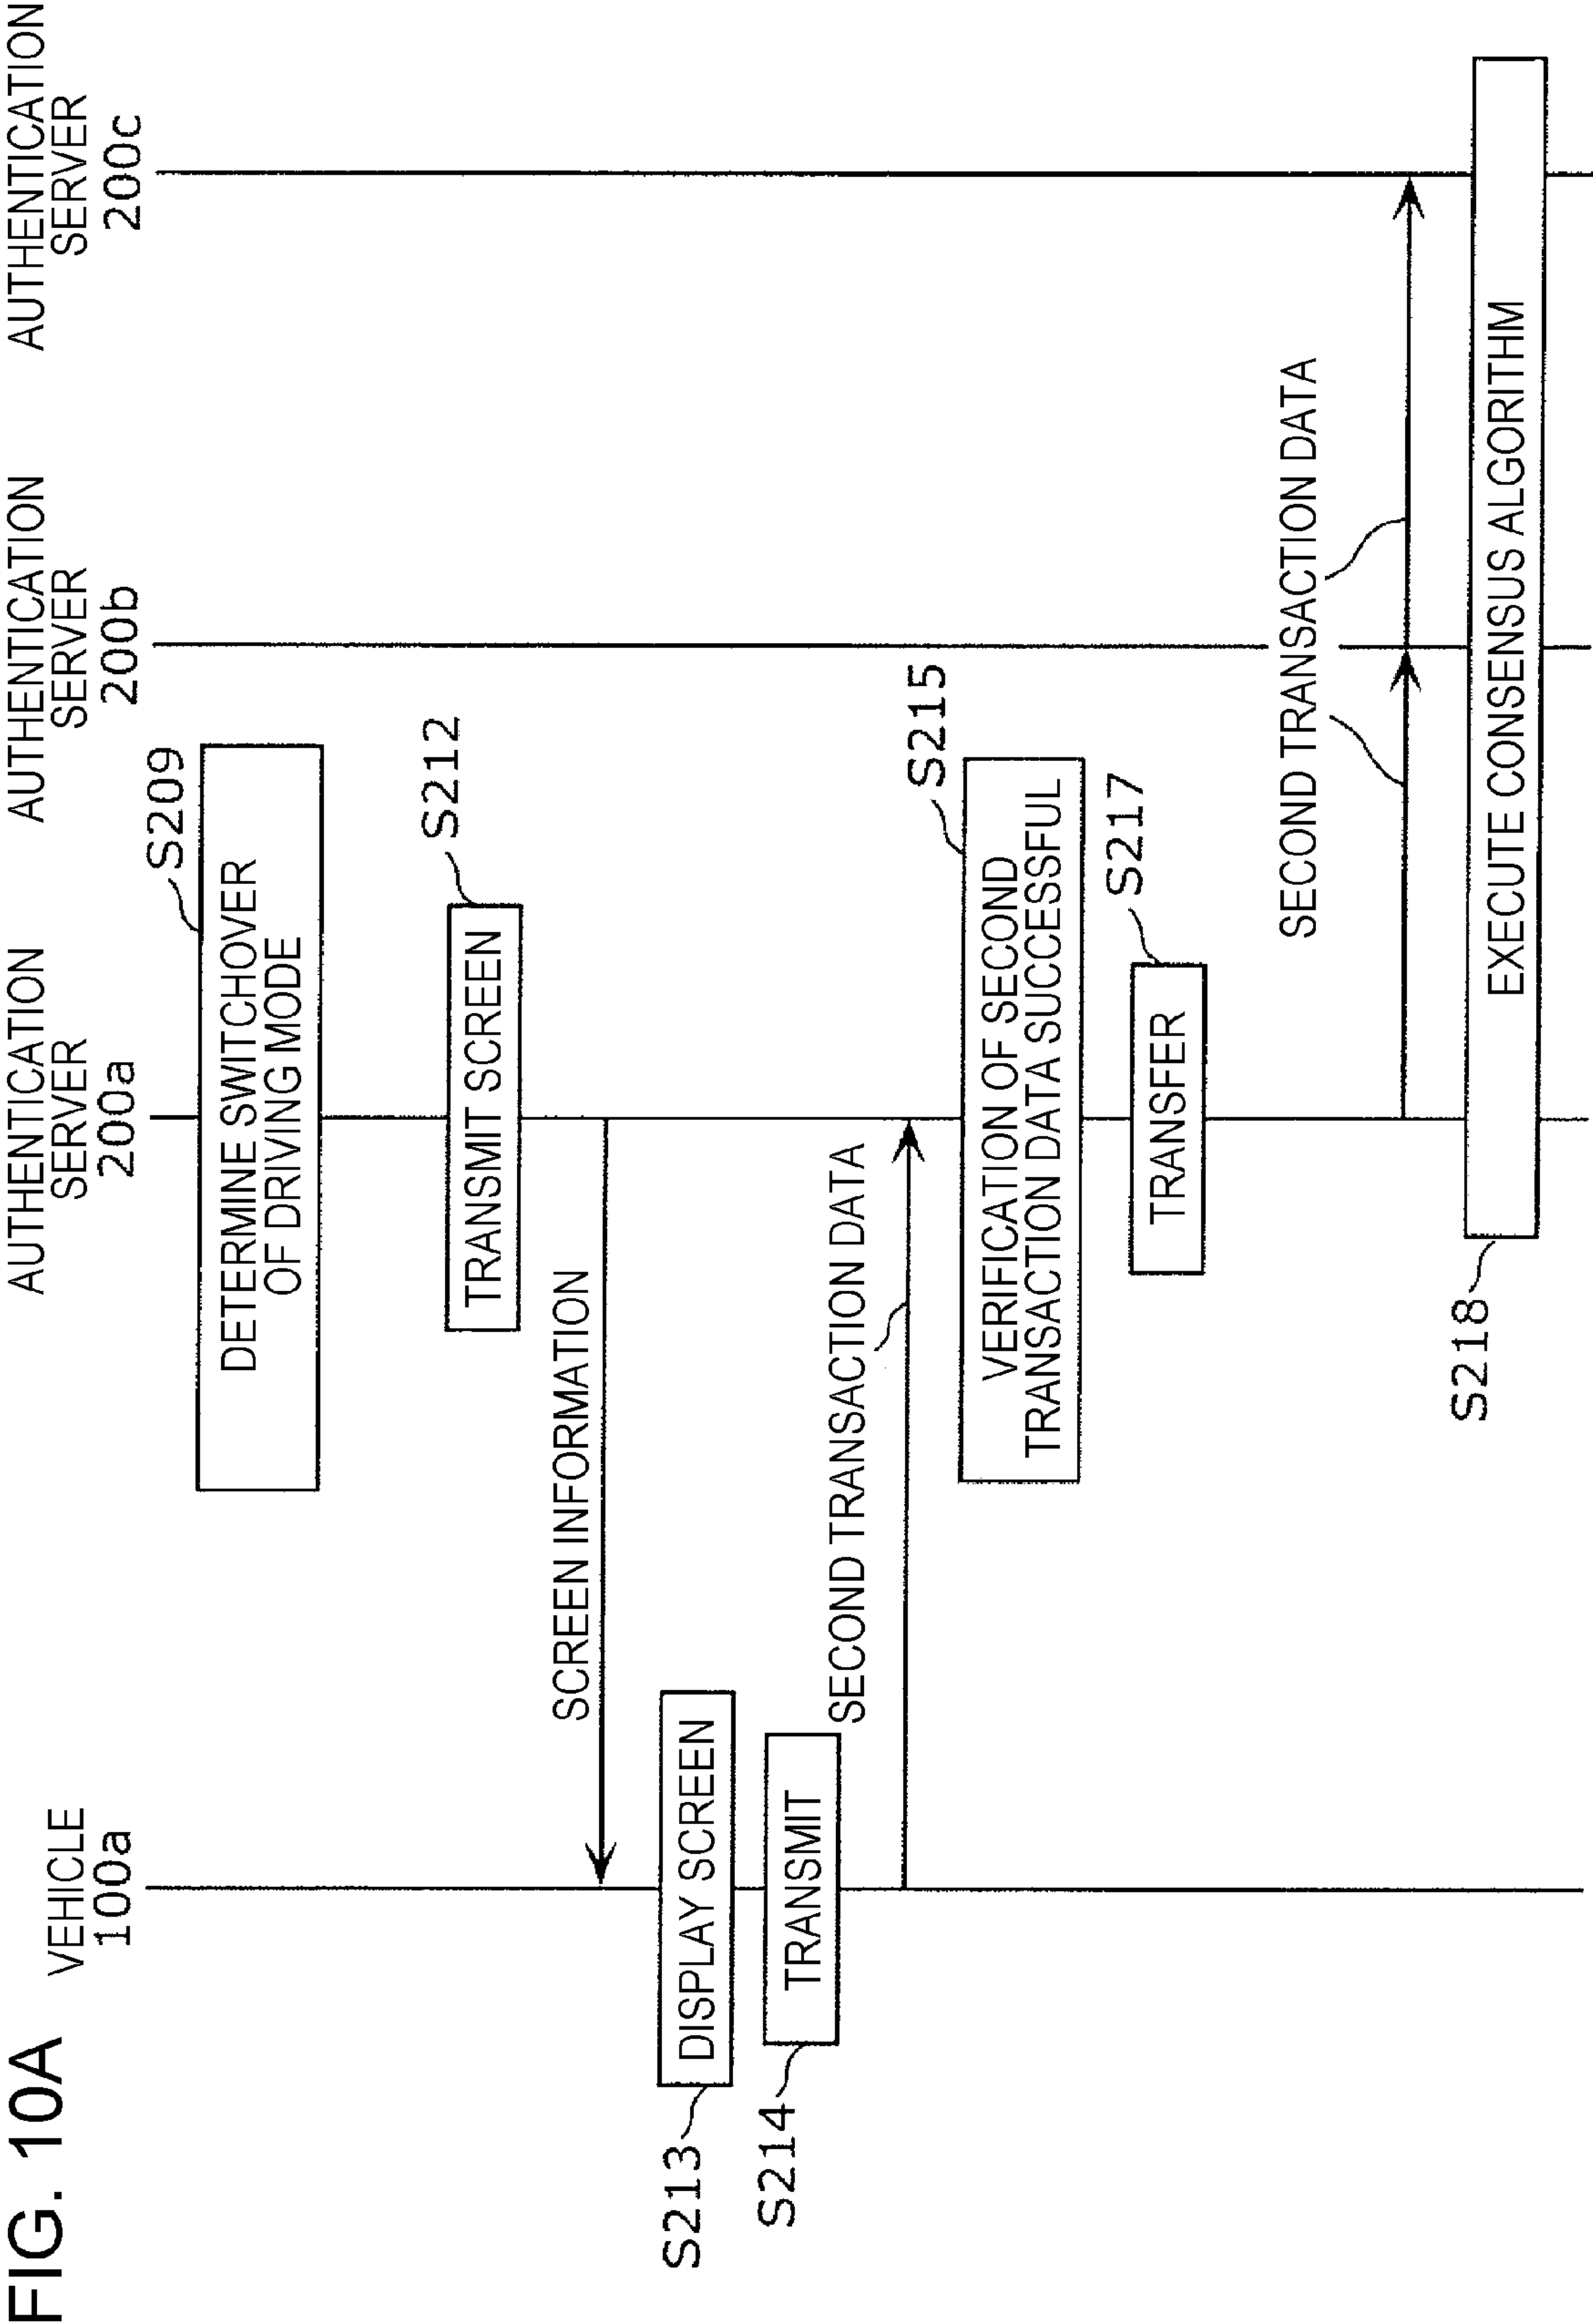 FIG. 10A
VEHICLE
100a
AUTHENTICATION
SERVER
200a
AUTHENTICATION
SERVER
200b
AUTHENTICATION
SERVER
200c
S209
DETERMINE SWITCHOVER
OF DRIVING MODE
S212
TRANSMIT SCREEN
SCREEN INFORMATION
S213
DISPLAY SCREEN
S214
TRANSMIT
SECOND TRANSACTION DATA
S215
VERIFICATION OF SECOND
TRANSACTION DATA SUCCESSFUL
S217
TRANSFER
SECOND TRANSACTION DATA
S218
EXECUTE CONSENSUS ALGORITHM